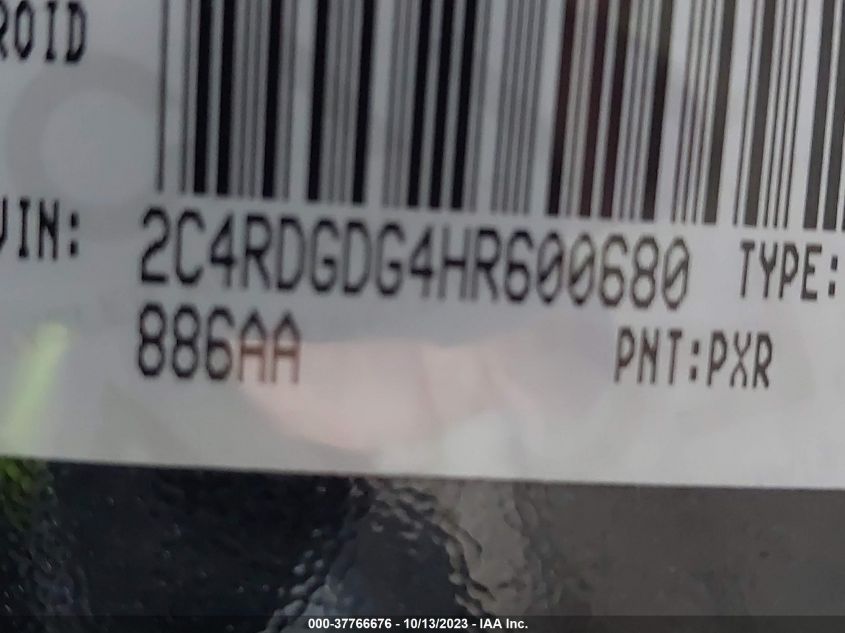 ROID
VIN: 2C4RDGDG4HR600680 TYPE:
886AA PNT:PXR
000-37766676 - 10/13/2023 - IAA Inc.